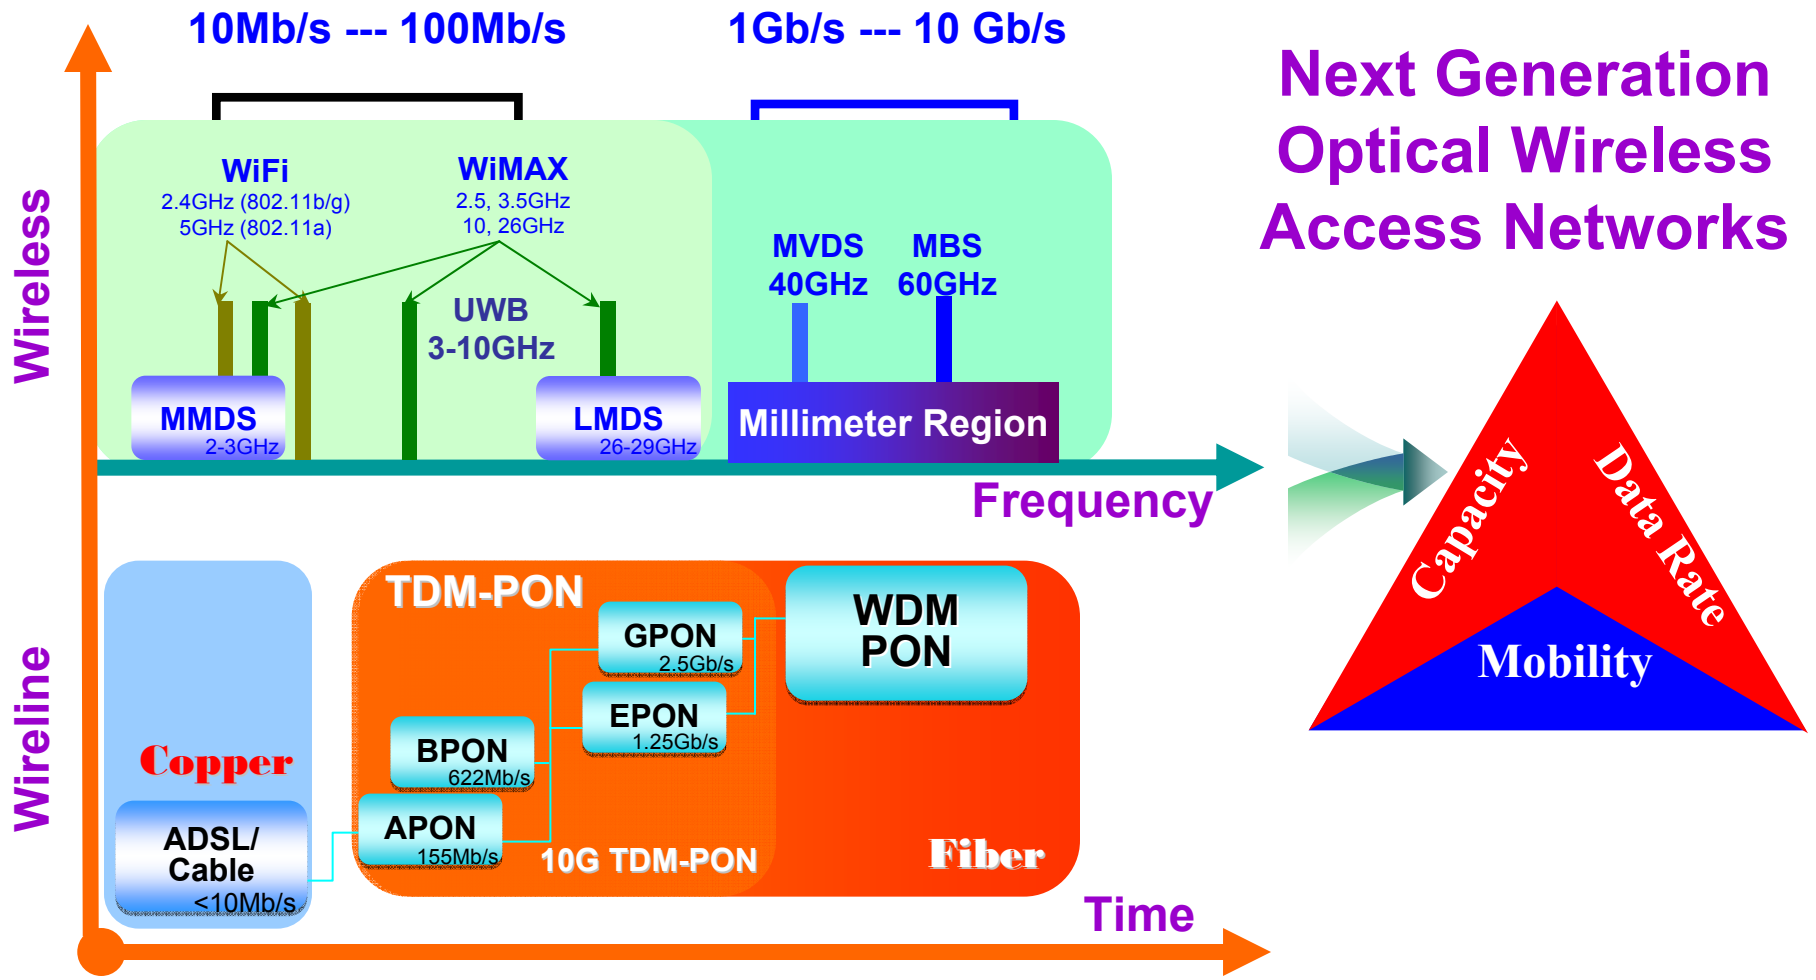 10Mb/s --- 100Mb/s
1Gb/s --- 10 Gb/s
Next Generation
Optical Wireless
Access Networks
Wireless
WiFi
2.4GHz (802.11b/g)
5GHz (802.11a)
WiMAX
2.5, 3.5GHz
10, 26GHz
UWB
3-10GHz
MVDS
40GHz
MBS
60GHz
MMDS
2-3GHz
LMDS
26-29GHz
Millimeter Region
Frequency
Capacity
Data Rate
Mobility
Wireline
Copper
ADSL/
Cable
<10Mb/s
TDM-PON
GPON
2.5Gb/s
EPON
1.25Gb/s
BPON
622Mb/s
APON
155Mb/s
10G TDM-PON
WDM
PON
Fiber
Time